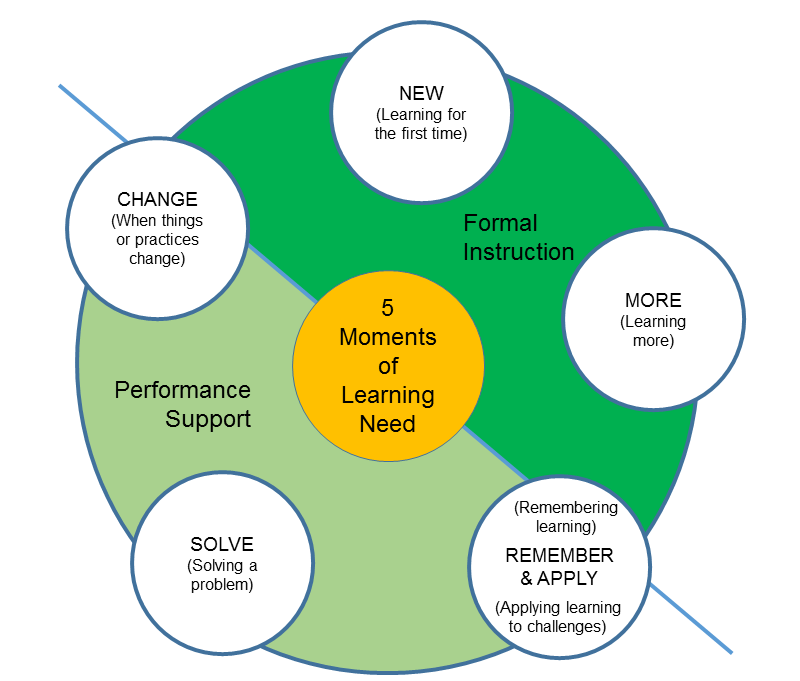 NEW
(Learning for
the first time)
CHANGE
(When things
or practices
change)
Formal
Instruction
MORE
(Learning
more)
5
Moments
of
Learning
Need
Performance
Support
SOLVE
(Solving a
problem)
(Remembering
learning)
REMEMBER
& APPLY
(Applying learning
to challenges)